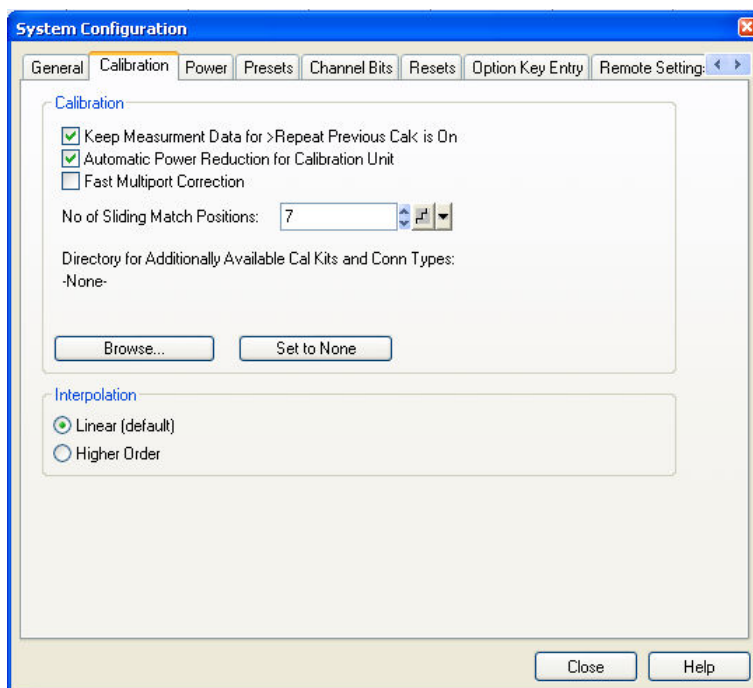 System Configuration
General Calibration Power Presets Channel Bits Resets Option Key Entry Remote Setting
Calibration
Keep Measurment Data for >Repeat Previous Cal< is On
Automatic Power Reduction for Calibration Unit
Fast Multiport Correction
No of Sliding Match Positions: 7
Directory for Additionally Available Cal Kits and Conn Types:
-None-
Browse... Set to None
Interpolation
Linear (default)
Higher Order
Close Help